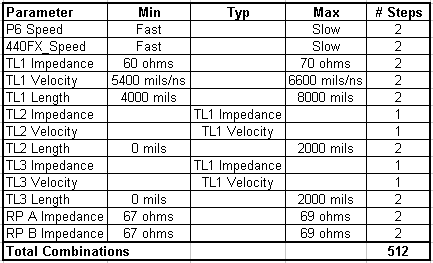 Parameter Min Typ Max # Steps
P6 Speed Fast Slow 2
440FX_Speed Fast Slow 2
TL1 Impedance 60 ohms 70 ohms 2
TL1 Velocity 5400 mils/ns 6600 mils/ns 2
TL1 Length 4000 mils 8000 mils 2
TL2 Impedance TL1 Impedance 1
TL2 Velocity TL1 Velocity 1
TL2 Length 0 mils 2000 mils 2
TL3 Impedance TL1 Impedance 1
TL3 Velocity TL1 Velocity 1
TL3 Length 0 mils 2000 mils 2
RP A Impedance 67 ohms 69 ohms 2
RP B Impedance 67 ohms 69 ohms 2
Total Combinations 512